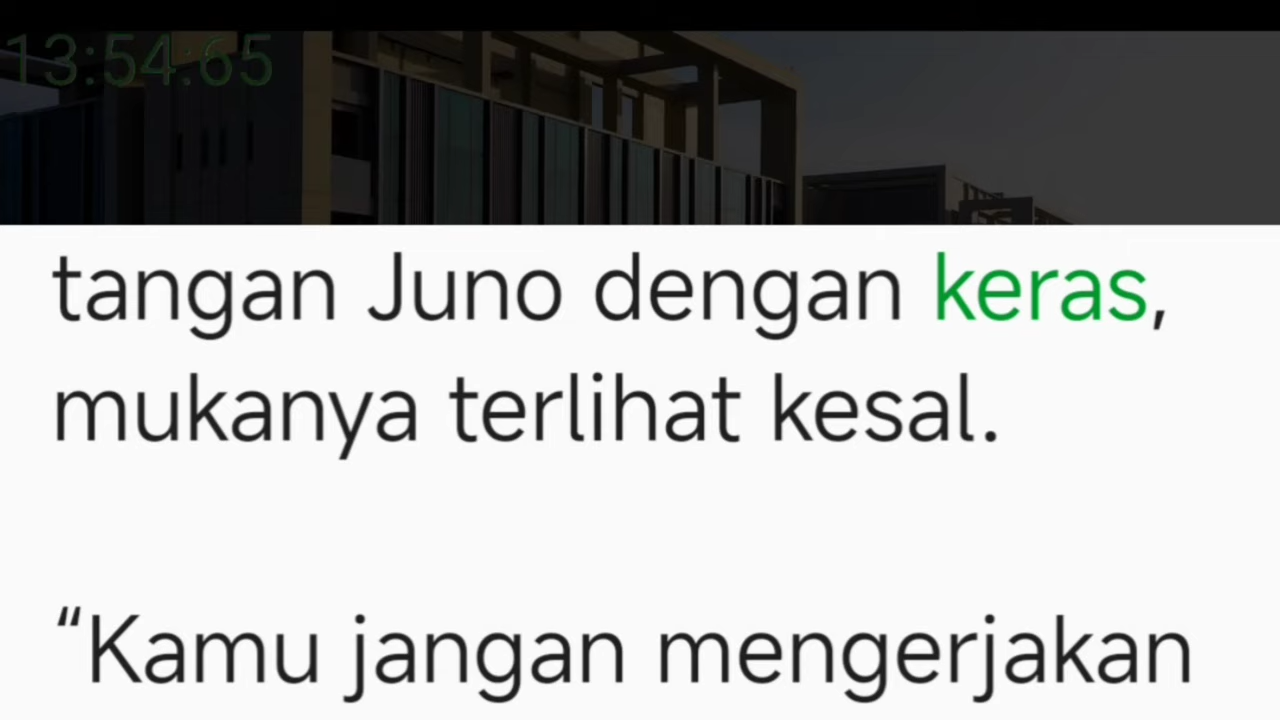 13:54:65
tangan Juno dengan keras,
mukanya terlihat kesal.
“Kamu jangan mengerjakan